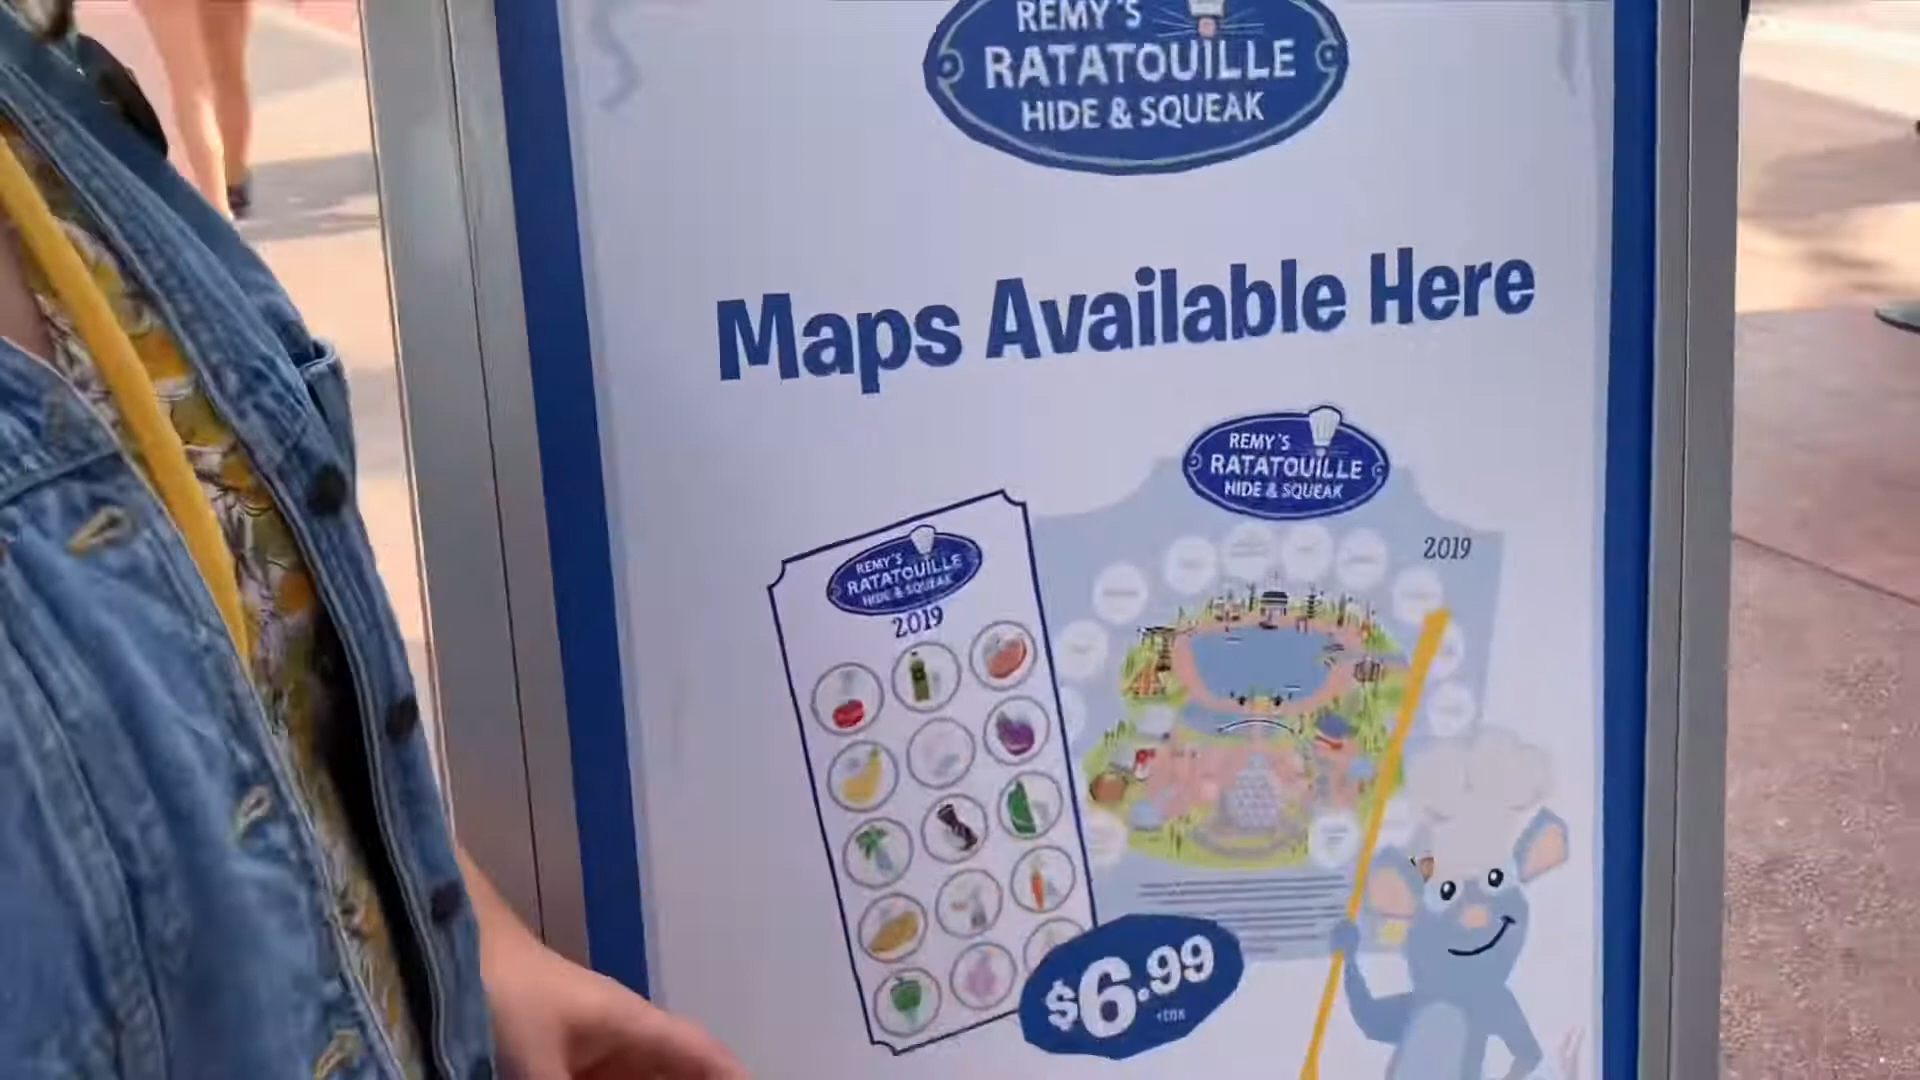 REMY'S
RATATOUILLE
HIDE & SQUEAK
Maps Available Here
REMY'S
RATATOUILLE
HIDE & SQUEAK
2019
REMY'S
RATATOUILLE
HIDE & SQUEAK
2019
$6.99